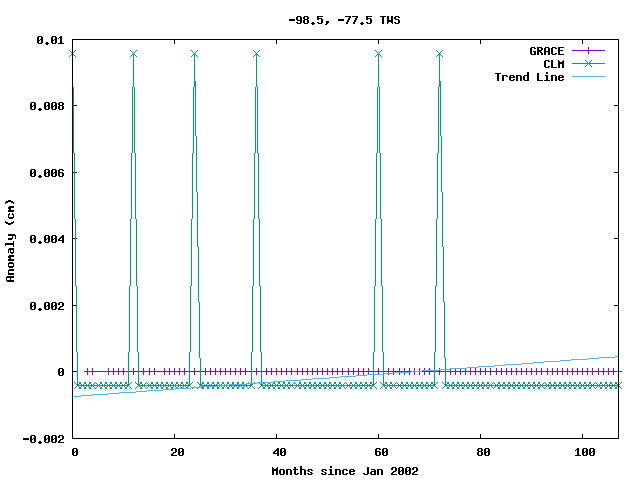 -98.5, -77.5 TWS
GRACE
CLM
Trend Line
0.01
0.008
0.006
0.004
0.002
0
-0.002
Anomaly (cm)
0 20 40 60 80 100
Months since Jan 2002